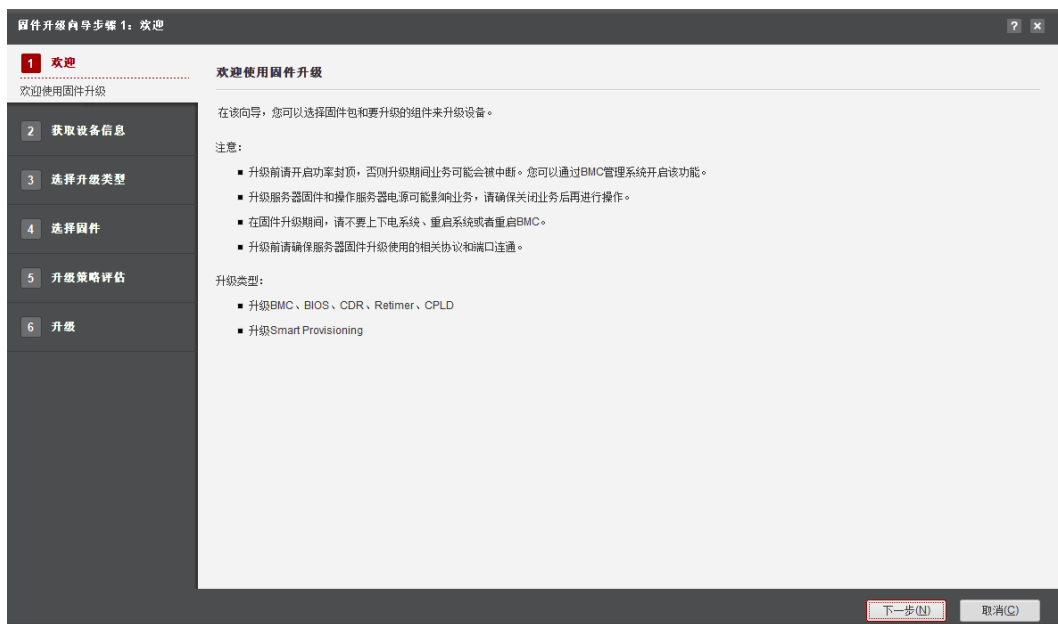 固件升级向导步骤 1：欢迎
? ×
1 欢迎
欢迎使用固件升级
2 获取设备信息
3 选择升级类型
4 选择固件
5 升级策略评估
6 升级
欢迎使用固件升级
在该向导，您可以选择固件包和要升级的组件来升级设备。
注意：
■ 升级前请开启功率封顶，否则升级期间业务可能会被中断。您可以通过BMC管理系统开启该功能。
■ 升级服务器固件和操作服务器电源可能影响业务，请确保关闭业务后再进行操作。
■ 在固件升级期间，请不要上下电系统、重启系统或者重启BMC。
■ 升级前请确保服务器固件升级使用的相关协议和端口连通。
升级类型：
■ 升级BMC、BIOS、CDR、Retimer、CPLD
■ 升级Smart Provisioning
下一步(N) 取消(C)